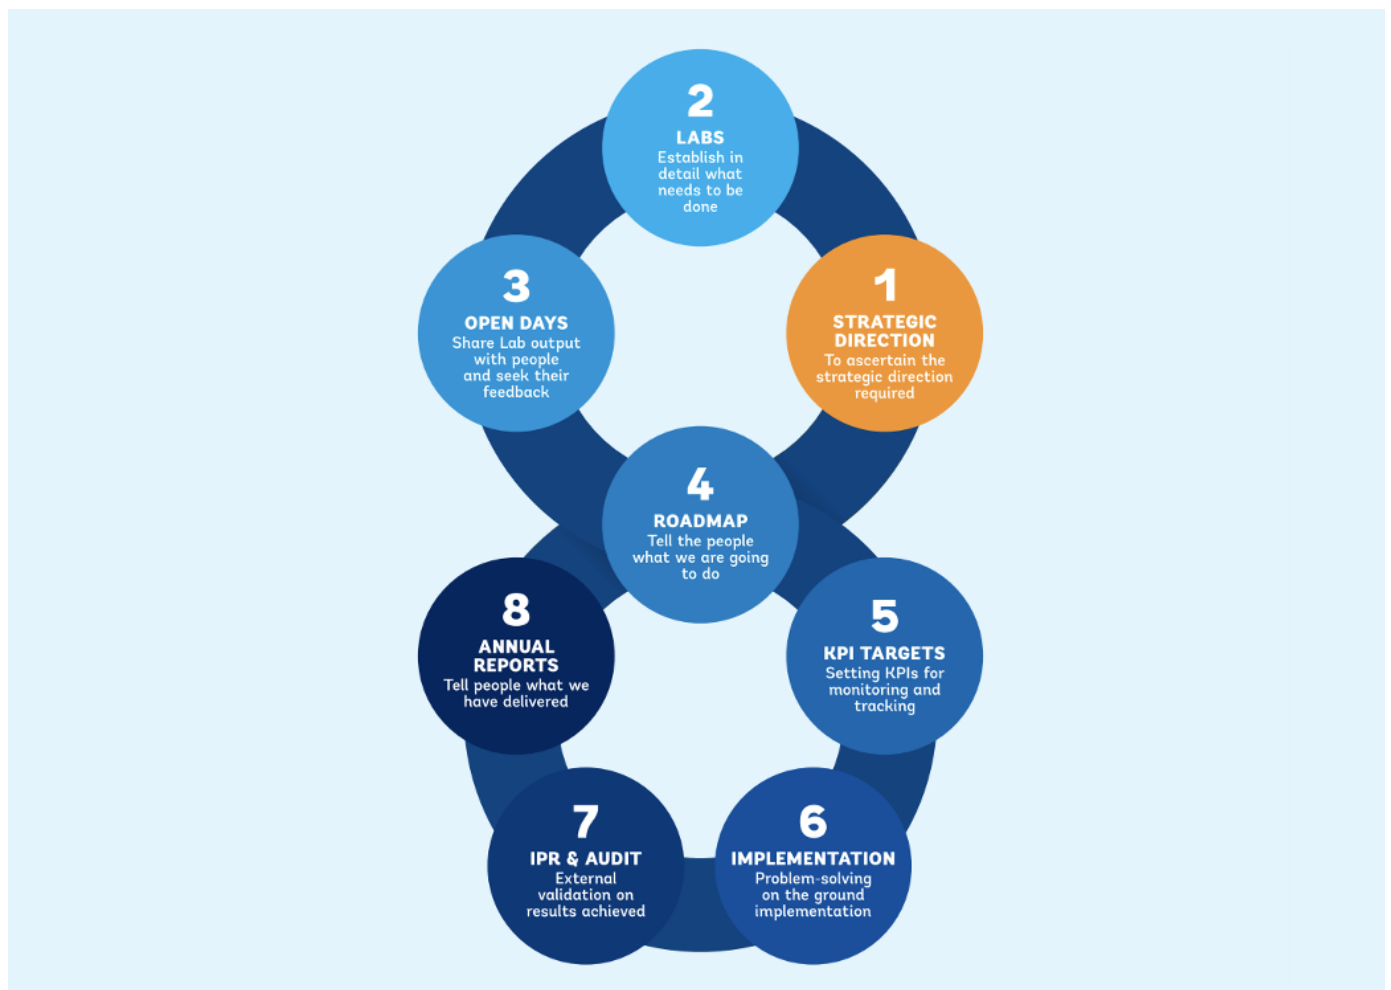 2
LABS
Establish in
detail what
needs to be
done
3
OPEN DAYS
Share Lab output
with people
and seek their
feedback
1
STRATEGIC
DIRECTION
To ascertain the
strategic direction
required
4
ROADMAP
Tell the people
what we are going
to do
8
ANNUAL
REPORTS
Tell people what we
have delivered
5
KPI TARGETS
Setting KPIs for
monitoring and
tracking
7
IPR & AUDIT
External
validation on
results achieved
6
IMPLEMENTATION
Problem-solving
on the ground
implementation